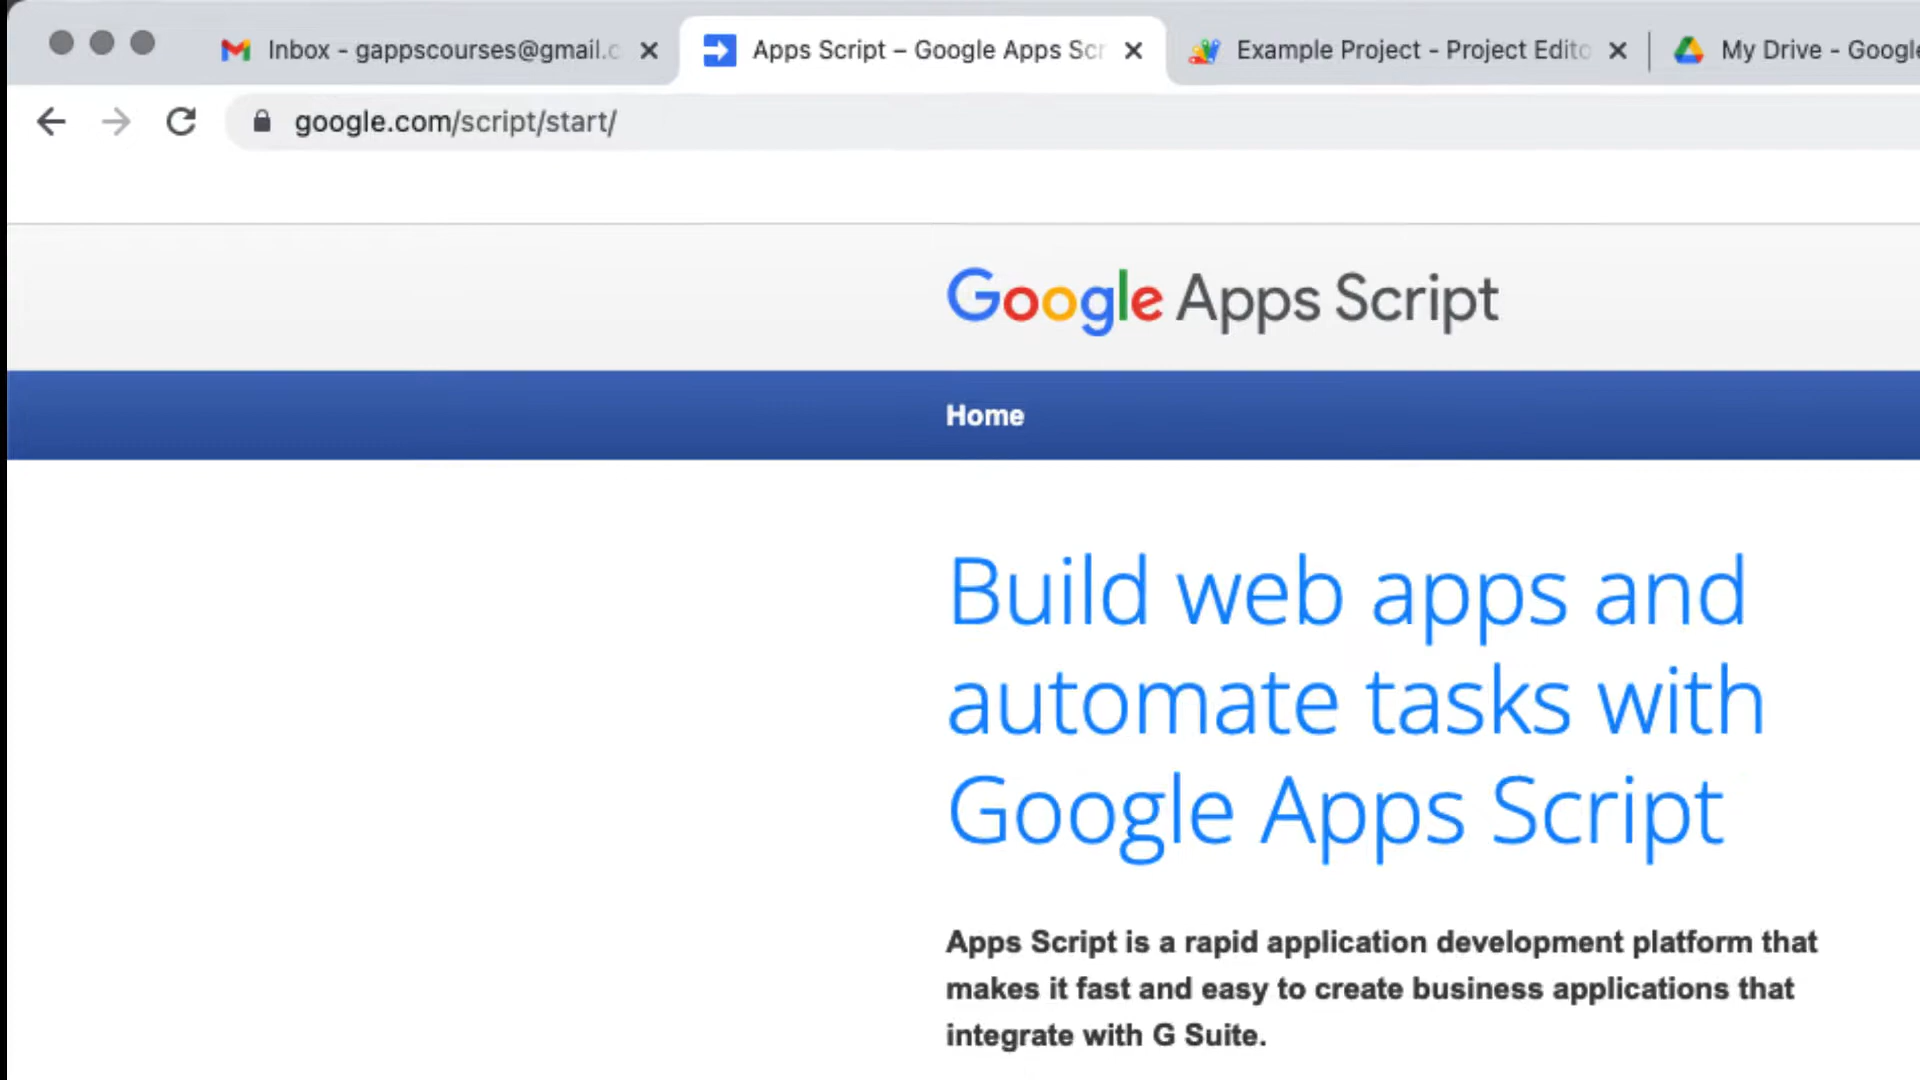 Inbox - gappscourses@gmail.c
Apps Script – Google Apps Scr
Example Project - Project Edito
My Drive - Google
google.com/script/start/
Google Apps Script
Home
Build web apps and
automate tasks with
Google Apps Script
Apps Script is a rapid application development platform that
makes it fast and easy to create business applications that
integrate with G Suite.